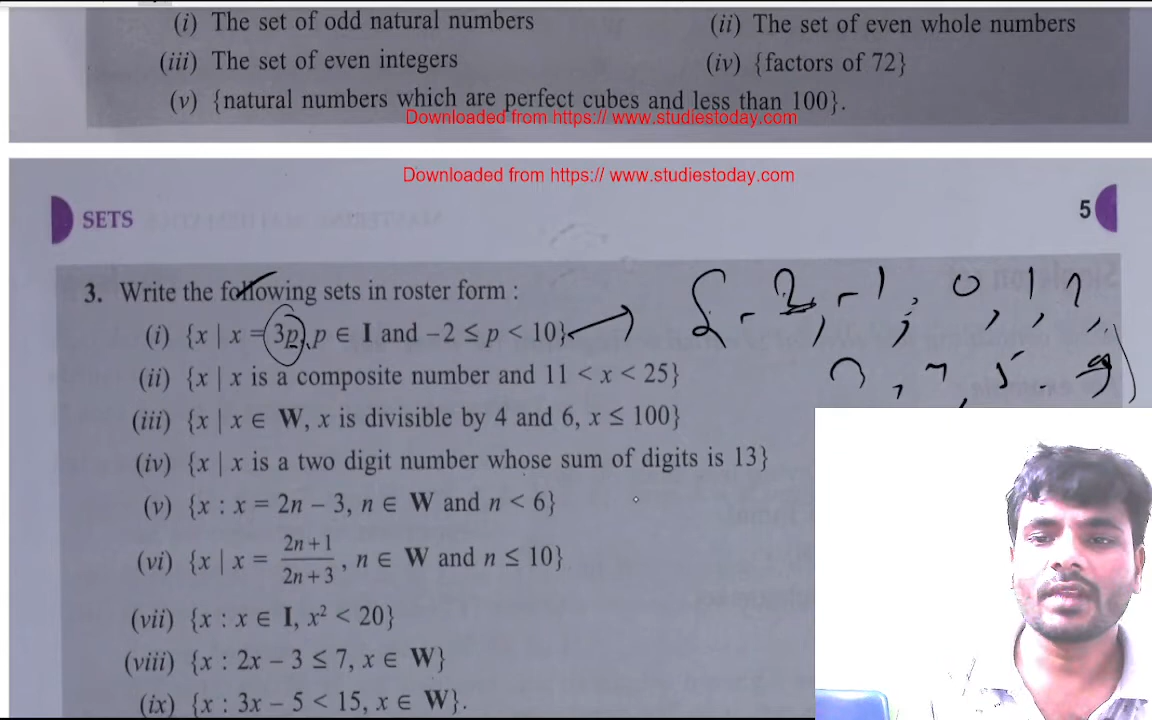 (i) The set of odd natural numbers (ii) The set of even whole numbers
(iii) The set of even integers (iv) {factors of 72}
(v) {natural numbers which are perfect cubes and less than 100}.
Downloaded from https:// www.studiestoday.com
Downloaded from https:// www.studiestoday.com
SETS 5
3. Write the following sets in roster form :
(i) {x | x = 3p, p ∈ I and −2 ≤ p < 10}
{-2, -1, 0, 1, 2,
(ii) {x | x is a composite number and 11 < x < 25}
(iii) {x | x ∈ W, x is divisible by 4 and 6, x ≤ 100}
(iv) {x | x is a two digit number whose sum of digits is 13}
(v) {x : x = 2n − 3, n ∈ W and n < 6}
(vi) {x | x = (2n+1)/(2n+3), n ∈ W and n ≤ 10}
(vii) {x : x ∈ I, x² < 20}
(viii) {x : 2x − 3 ≤ 7, x ∈ W}
(ix) {x : 3x − 5 < 15, x ∈ W}.